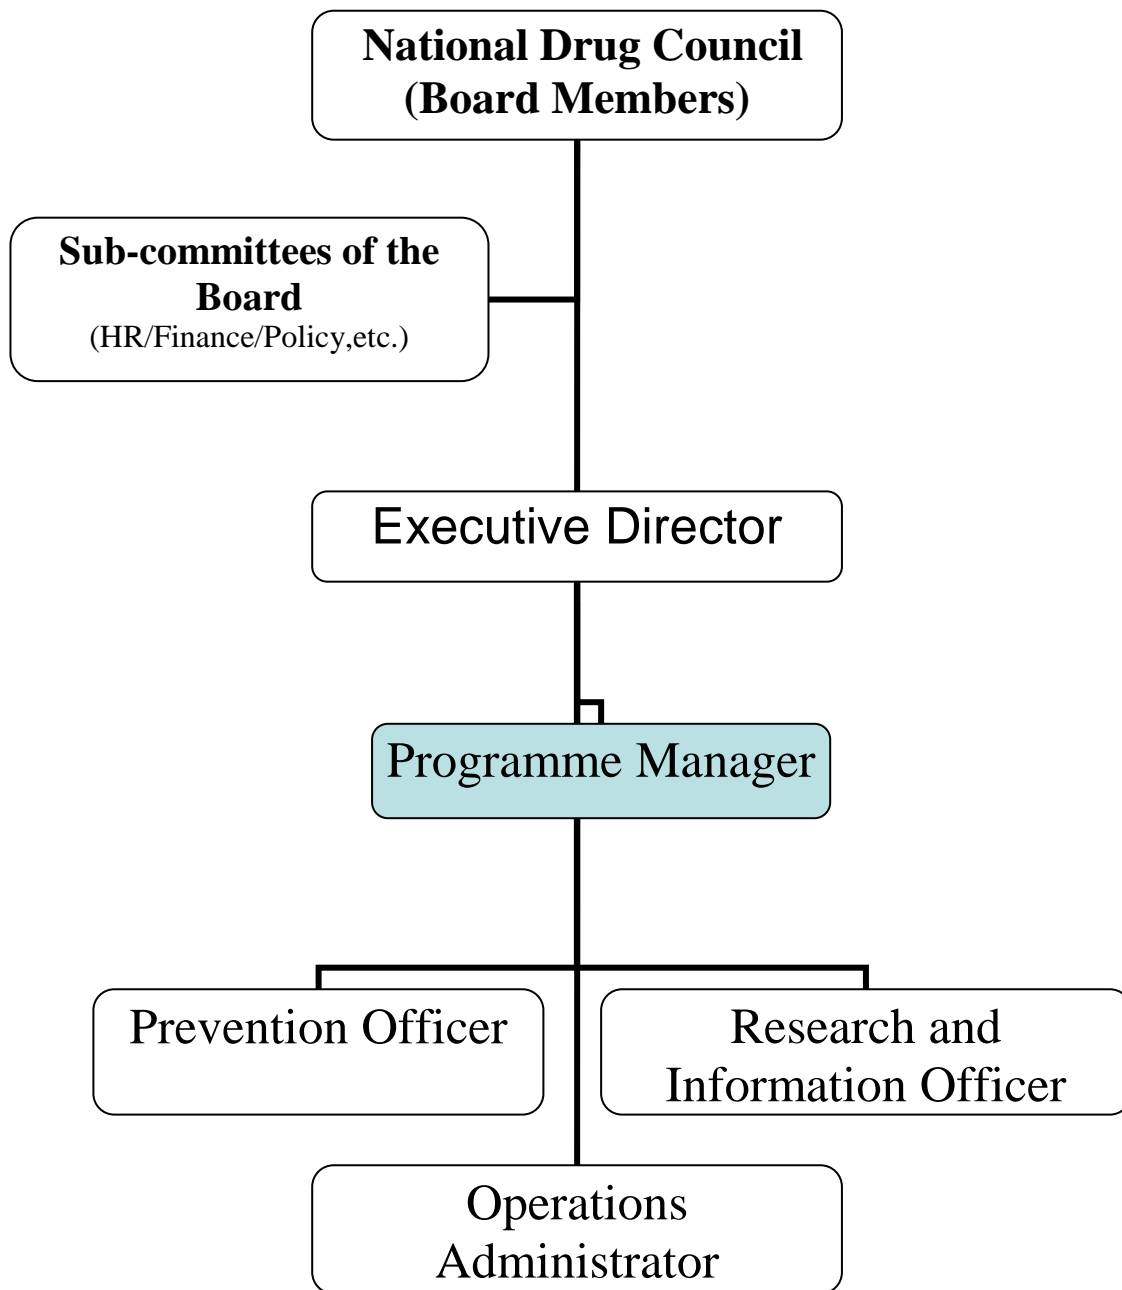 National Drug Council
(Board Members)
Sub-committees of the
Board
(HR/Finance/Policy,etc.)
Executive Director
Programme Manager
Prevention Officer
Research and
Information Officer
Operations
Administrator